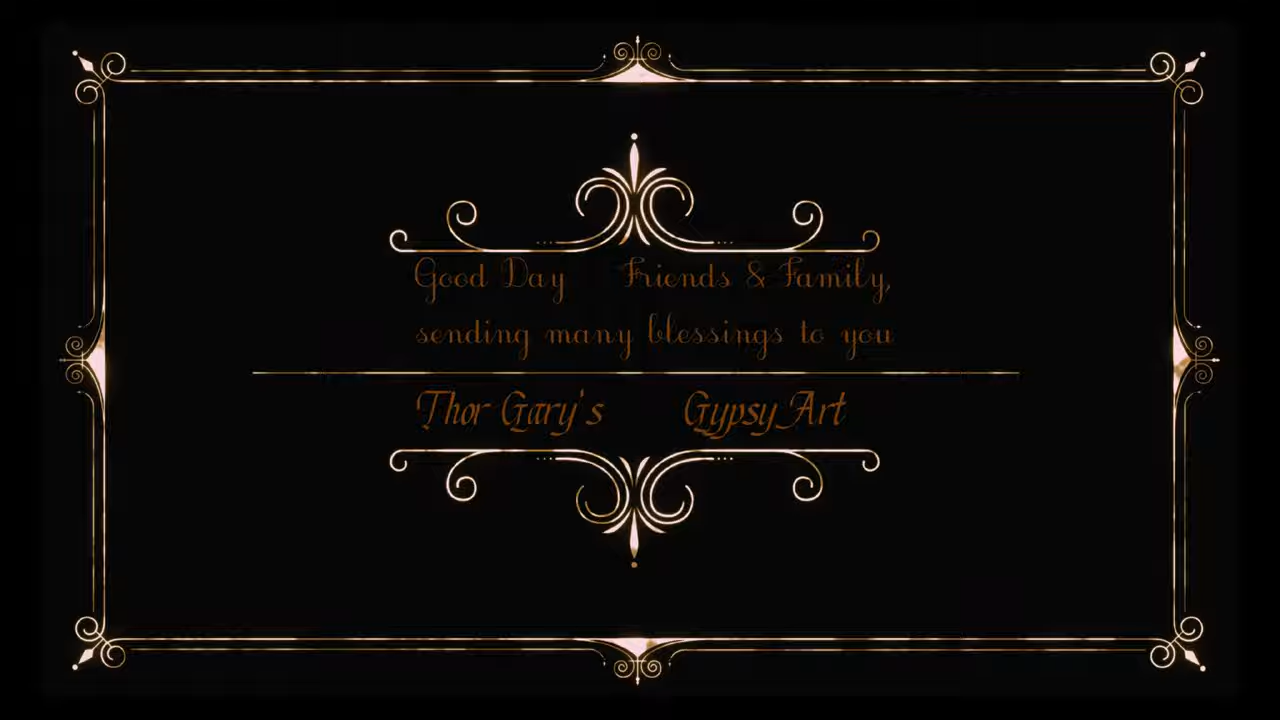 Good Day Friends & Family,
sending many blessings to you
Thor Gary's Gypsy Art